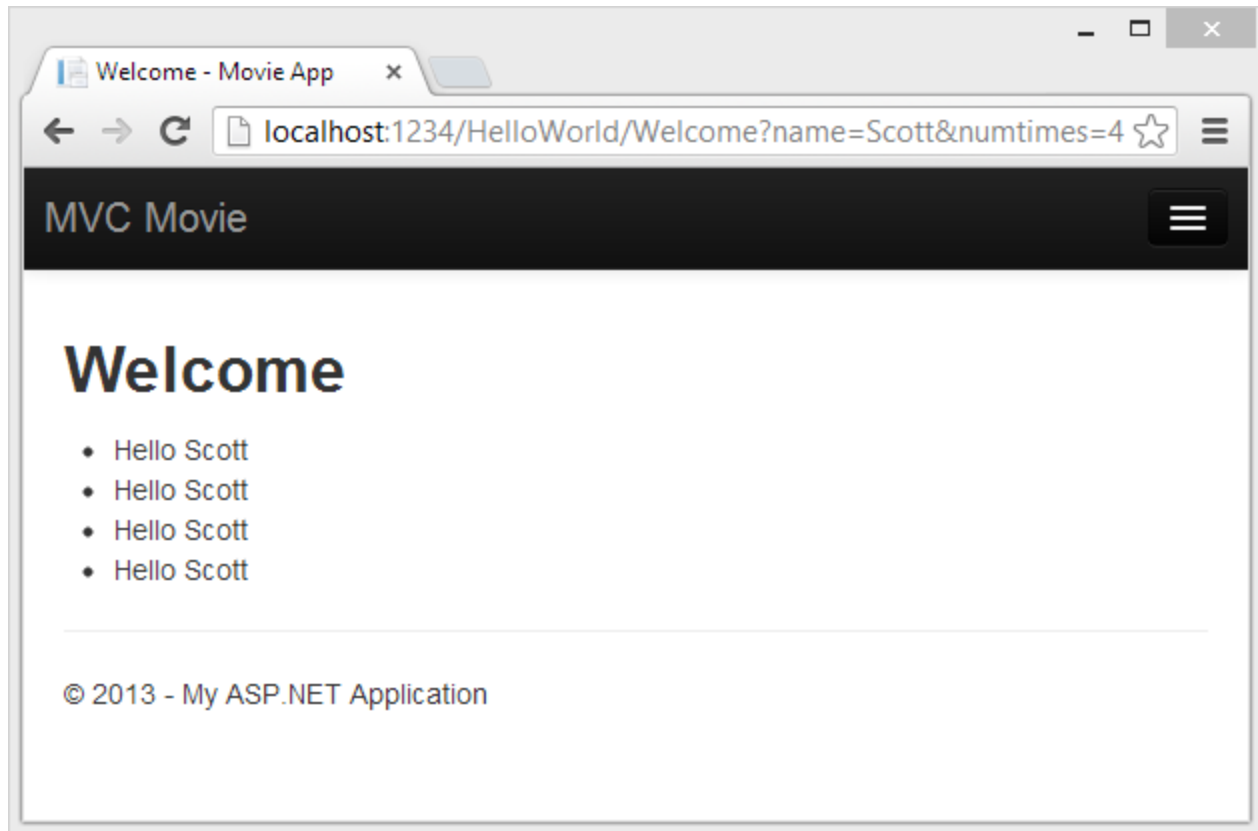 Welcome - Movie App
localhost:1234/HelloWorld/Welcome?name=Scott&numtimes=4
MVC Movie
Welcome
• Hello Scott
• Hello Scott
• Hello Scott
• Hello Scott
© 2013 - My ASP.NET Application